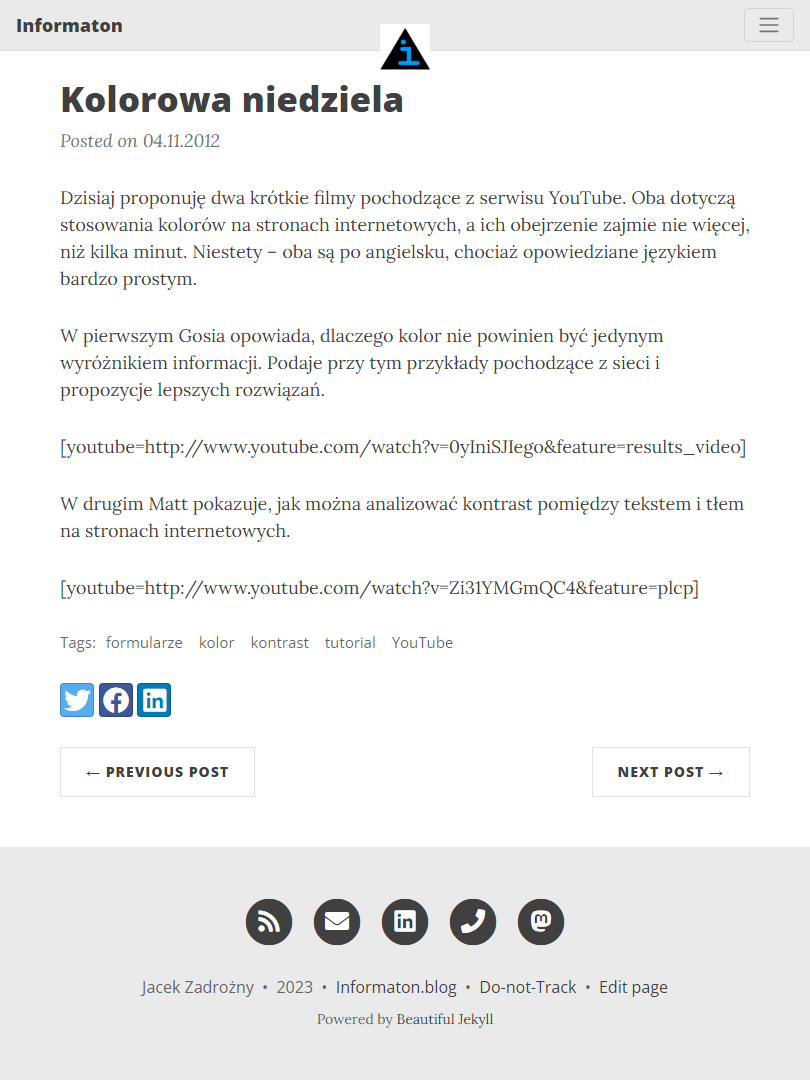 Informaton
i
Kolorowa niedziela
Posted on 04.11.2012
Dzisiaj proponuję dwa krótkie filmy pochodzące z serwisu YouTube. Oba dotyczą
stosowania kolorów na stronach internetowych, a ich obejrzenie zajmie nie więcej,
niż kilka minut. Niestety – oba są po angielsku, chociaż opowiedziane językiem
bardzo prostym.
W pierwszym Gosia opowiada, dlaczego kolor nie powinien być jedynym
wyróżnikiem informacji. Podaje przy tym przykłady pochodzące z sieci i
propozycje lepszych rozwiązań.
[youtube=http://www.youtube.com/watch?v=0yIniSJIego&feature=results_video]
W drugim Matt pokazuje, jak można analizować kontrast pomiędzy tekstem i tłem
na stronach internetowych.
[youtube=http://www.youtube.com/watch?v=Zi31YMGmQC4&feature=plcp]
Tags: formularze kolor kontrast tutorial YouTube
← PREVIOUS POST
NEXT POST →
Jacek Zadrożny • 2023 • Informaton.blog • Do-not-Track • Edit page
Powered by Beautiful Jekyll